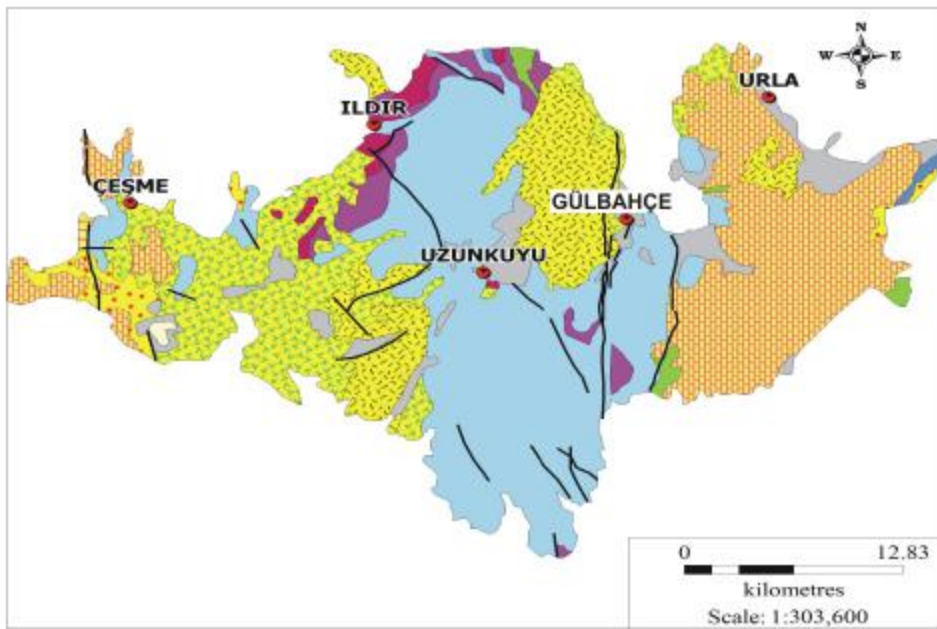 N
W E
S
URLA
ILDIR
ÇEŞME
GÜLBAHÇE
UZUNKUYU
0 12.83
kilometres
Scale: 1:303,600